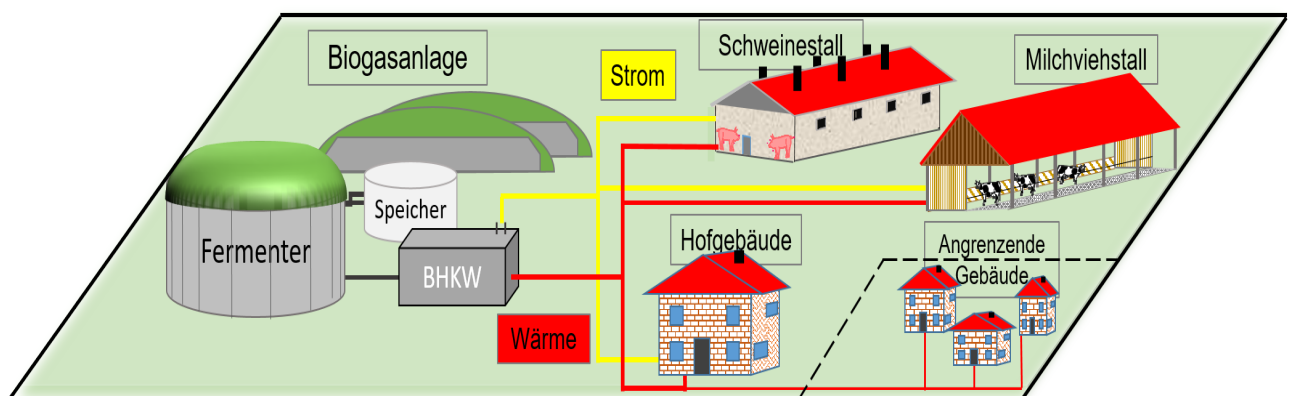 Biogasanlage
Strom
Schweinestall
Milchviehstall
Speicher
Fermenter
BHKW
Hofgebäude
Angrenzende
Gebäude
Wärme